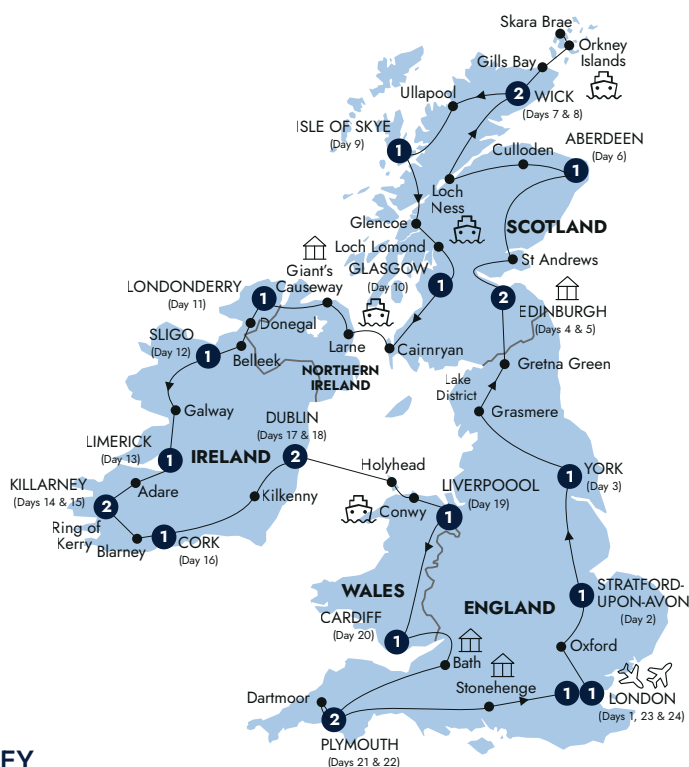 Skara Brae
Orkney
Islands
Gills Bay
Ullapool
2
WICK
(Days 7 & 8)
ISLE OF SKYE
(Day 9)
1
Culloden
ABERDEEN
(Day 6)
1
Loch
Ness
Glencoe
SCOTLAND
Loch Lomond
St Andrews
GLASGOW
(Day 10)
1
Giant's
Causeway
LONDONDERRY
(Day 11)
1
2
EDINBURGH
(Days 4 & 5)
Donegal
SLIGO
(Day 12)
1
Belleek
Larne
Cairnryan
NORTHERN
IRELAND
Gretna Green
Lake
District
Grasmere
Galway
DUBLIN
(Days 17 & 18)
2
LIMERICK
(Day 13)
1
IRELAND
Adare
KILLARNEY
(Days 14 & 15)
2
Ring of
Kerry
Blarney
1
CORK
(Day 16)
Kilkenny
Holyhead
Conwy
LIVERPOOOL
(Day 19)
1
YORK
(Day 3)
1
WALES
ENGLAND
STRATFORD-
UPON-AVON
(Day 2)
1
CARDIFF
(Day 20)
1
Oxford
Bath
Stonehenge
1
1
LONDON
(Days 1, 23 & 24)
Dartmoor
2
PLYMOUTH
(Days 21 & 22)
EY